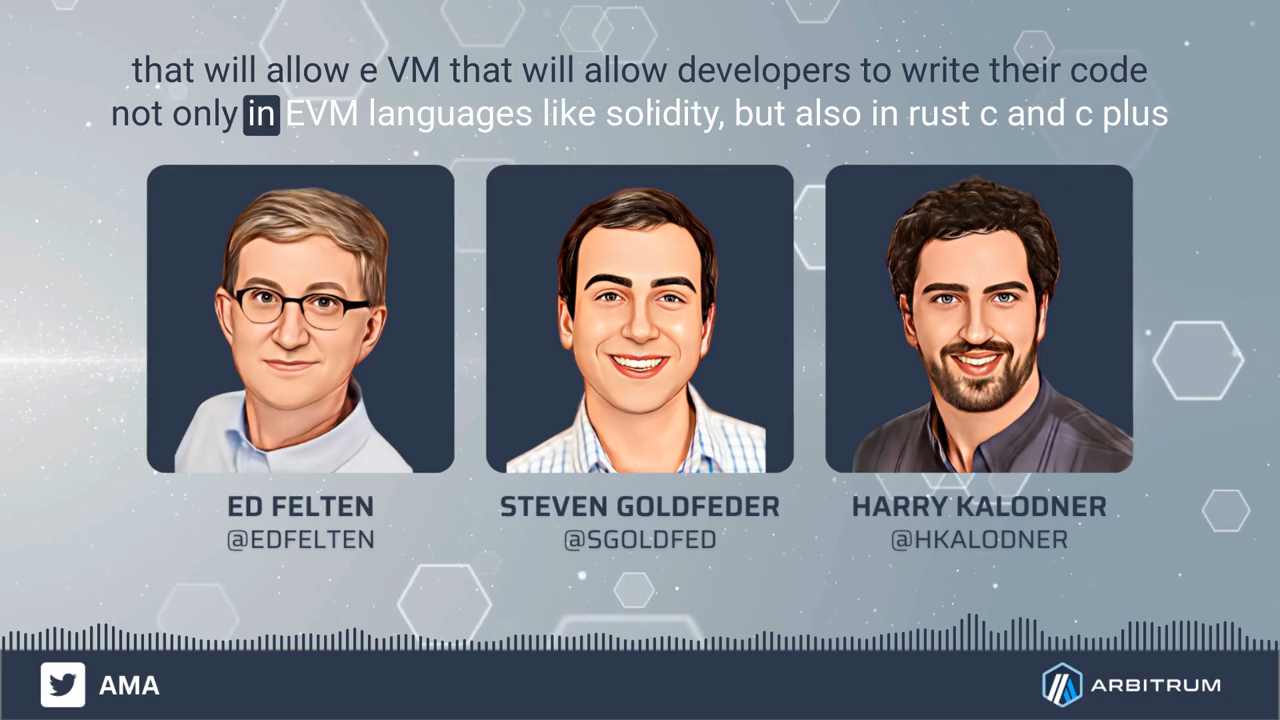 that will allow e VM that will allow developers to write their code
not only in EVM languages like solidity, but also in rust c and c plus
ED FELTEN
@EDFELTEN
STEVEN GOLDFEDER
@SGOLDFED
HARRY KALODNER
@HKALODNER
AMA
ARBITRUM